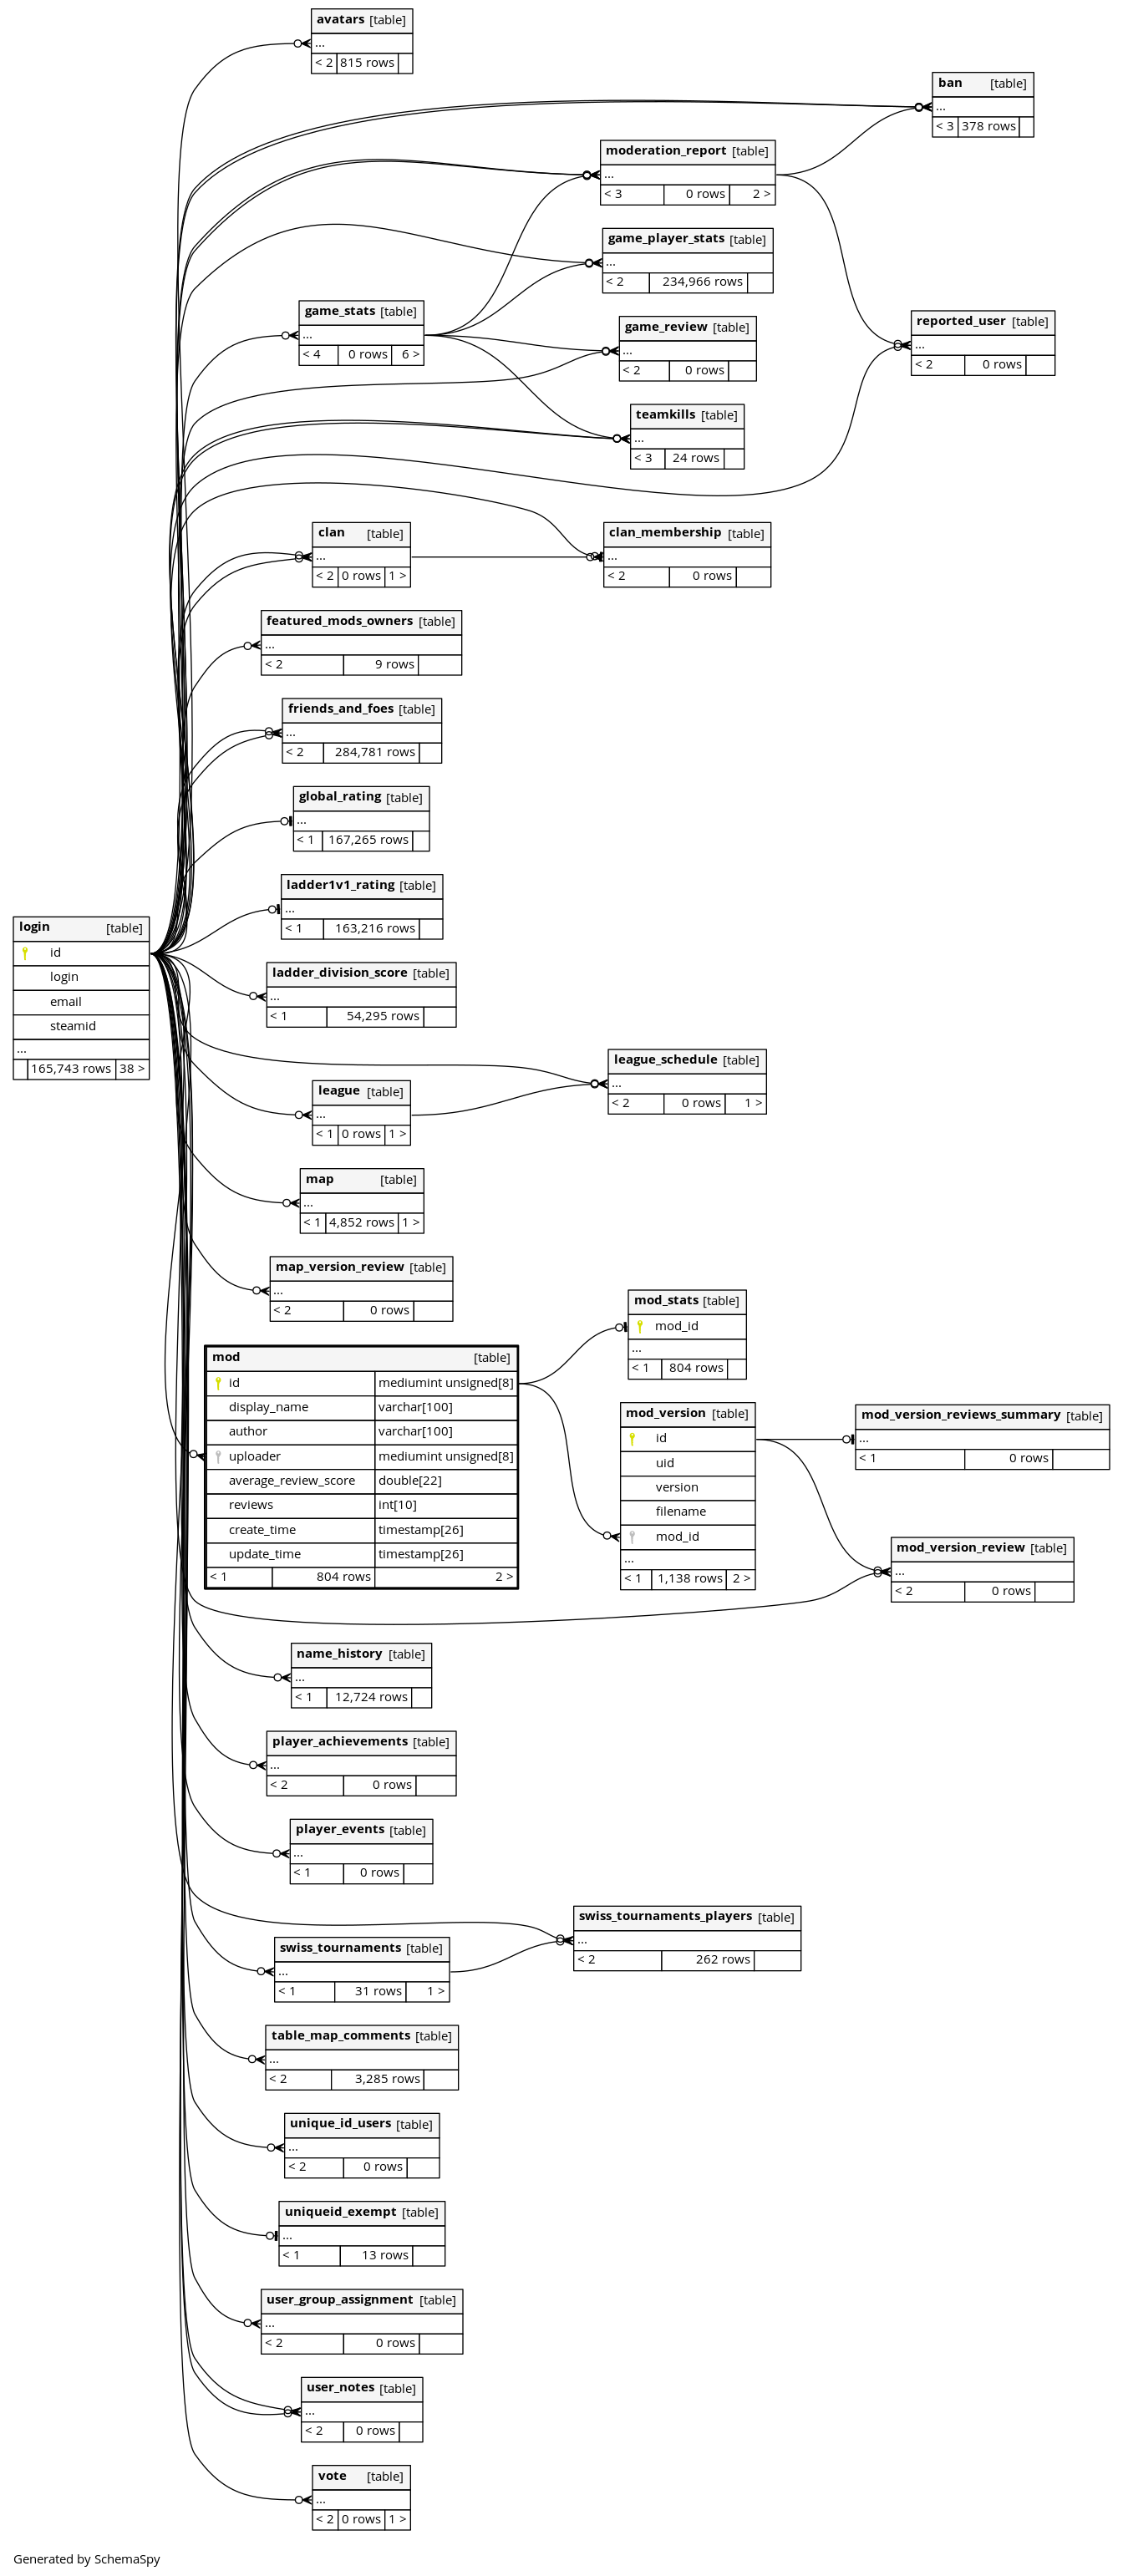 avatars [table]
...
< 2 815 rows
ban [table]
...
< 3 378 rows
moderation_report [table]
...
< 3 0 rows 2 >
game_player_stats [table]
...
< 2 234,966 rows
game_stats [table]
...
< 4 0 rows 6 >
reported_user [table]
...
< 2 0 rows
game_review [table]
...
< 2 0 rows
teamkills [table]
...
< 3 24 rows
clan [table]
...
< 2 0 rows 1 >
clan_membership [table]
...
< 2 0 rows
featured_mods_owners [table]
...
< 2 9 rows
friends_and_foes [table]
...
< 2 284,781 rows
global_rating [table]
...
< 1 167,265 rows
ladder1v1_rating [table]
...
< 1 163,216 rows
login [table]
id
login
email
steamid
...
165,743 rows 38 >
ladder_division_score [table]
...
< 1 54,295 rows
league_schedule [table]
...
< 2 0 rows 1 >
league [table]
...
< 1 0 rows 1 >
map [table]
...
< 1 4,852 rows 1 >
map_version_review [table]
...
< 2 0 rows
mod_stats [table]
mod_id
...
< 1 804 rows
mod [table]
id mediumint unsigned[8]
display_name varchar[100]
author varchar[100]
uploader mediumint unsigned[8]
average_review_score double[22]
reviews int[10]
create_time timestamp[26]
update_time timestamp[26]
< 1 804 rows 2 >
mod_version [table]
id
uid
version
filename
mod_id
...
< 1 1,138 rows 2 >
mod_version_reviews_summary [table]
...
< 1 0 rows
mod_version_review [table]
...
< 2 0 rows
name_history [table]
...
< 1 12,724 rows
player_achievements [table]
...
< 2 0 rows
player_events [table]
...
< 1 0 rows
swiss_tournaments_players [table]
...
< 2 262 rows
swiss_tournaments [table]
...
< 1 31 rows 1 >
table_map_comments [table]
...
< 2 3,285 rows
unique_id_users [table]
...
< 2 0 rows
uniqueid_exempt [table]
...
< 1 13 rows
user_group_assignment [table]
...
< 2 0 rows
user_notes [table]
...
< 2 0 rows
vote [table]
...
< 2 0 rows 1 >
Generated by SchemaSpy